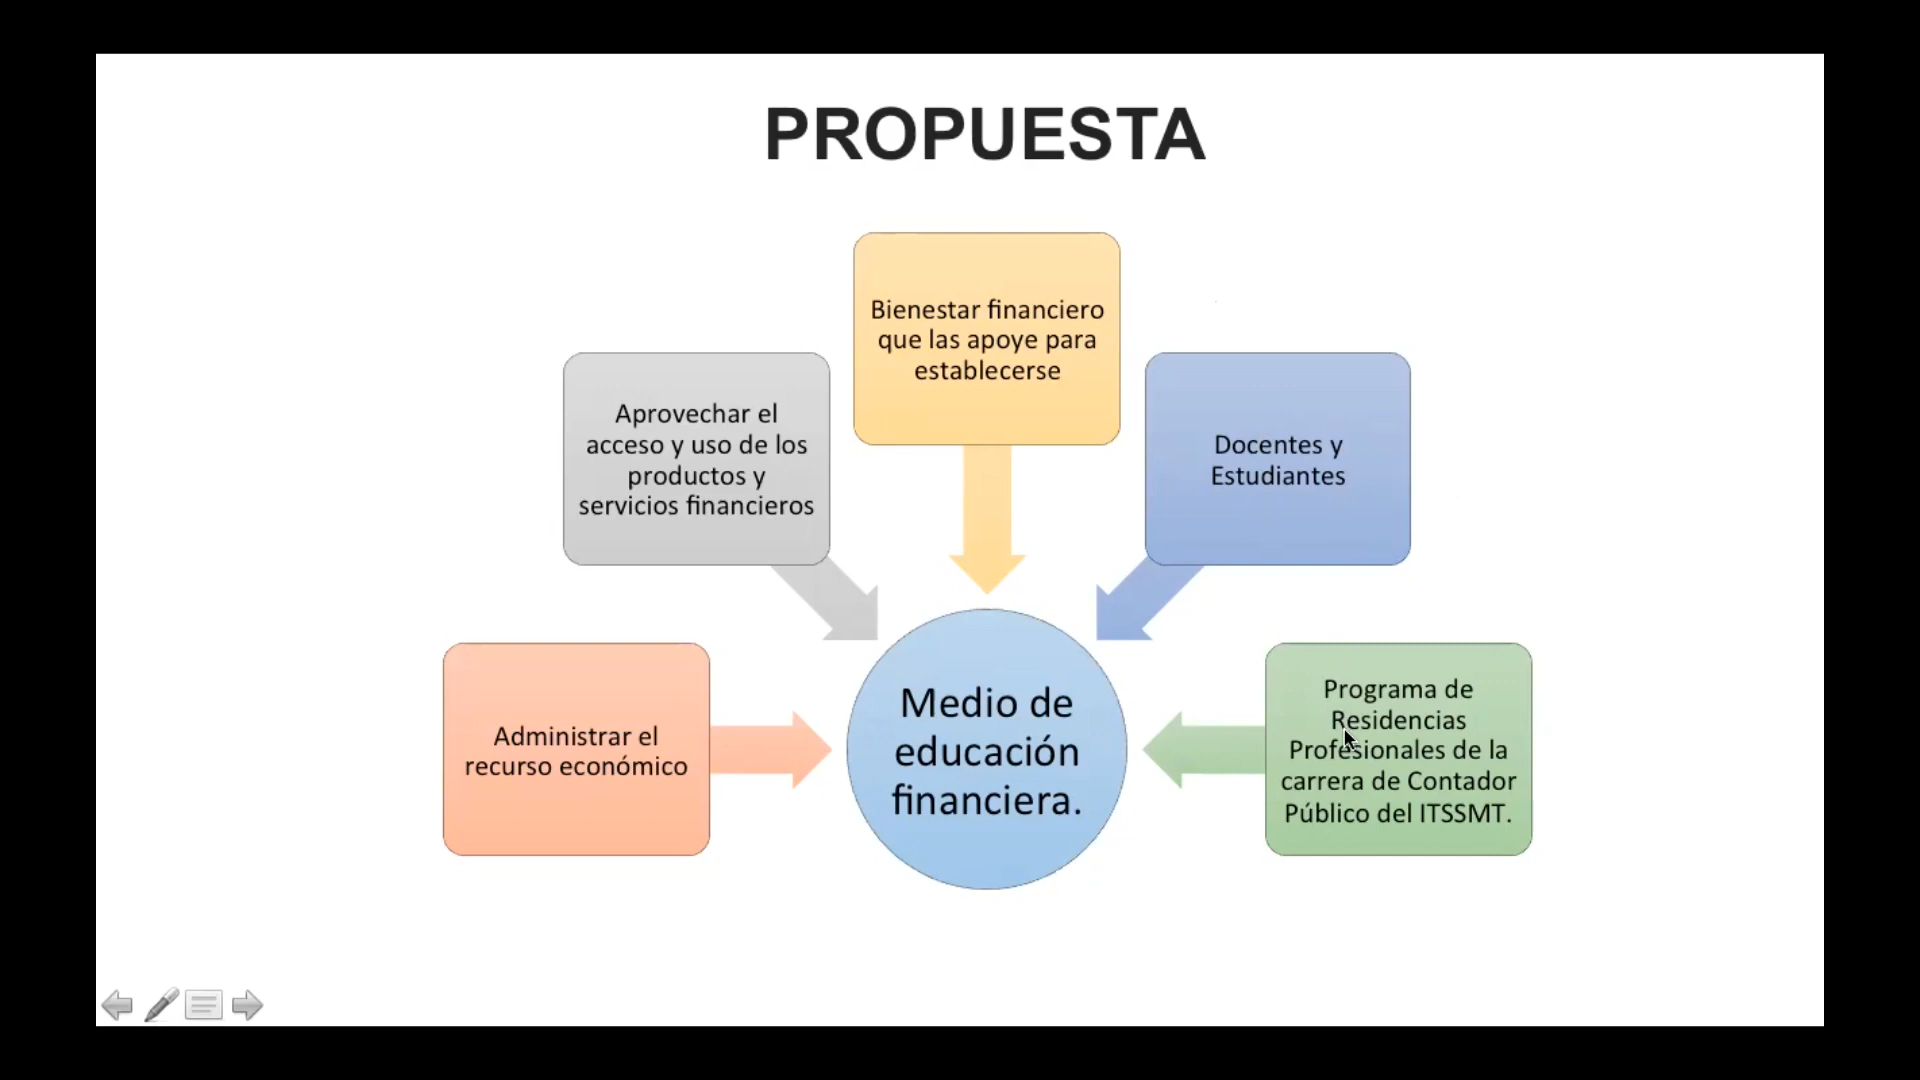 PROPUESTA
Bienestar financiero
que las apoye para
establecerse
Aprovechar el
acceso y uso de los
productos y
servicios financieros
Docentes y
Estudiantes
Administrar el
recurso económico
Medio de
educación
financiera.
Programa de
Residencias
Profesionales de la
carrera de Contador
Público del ITSSMT.